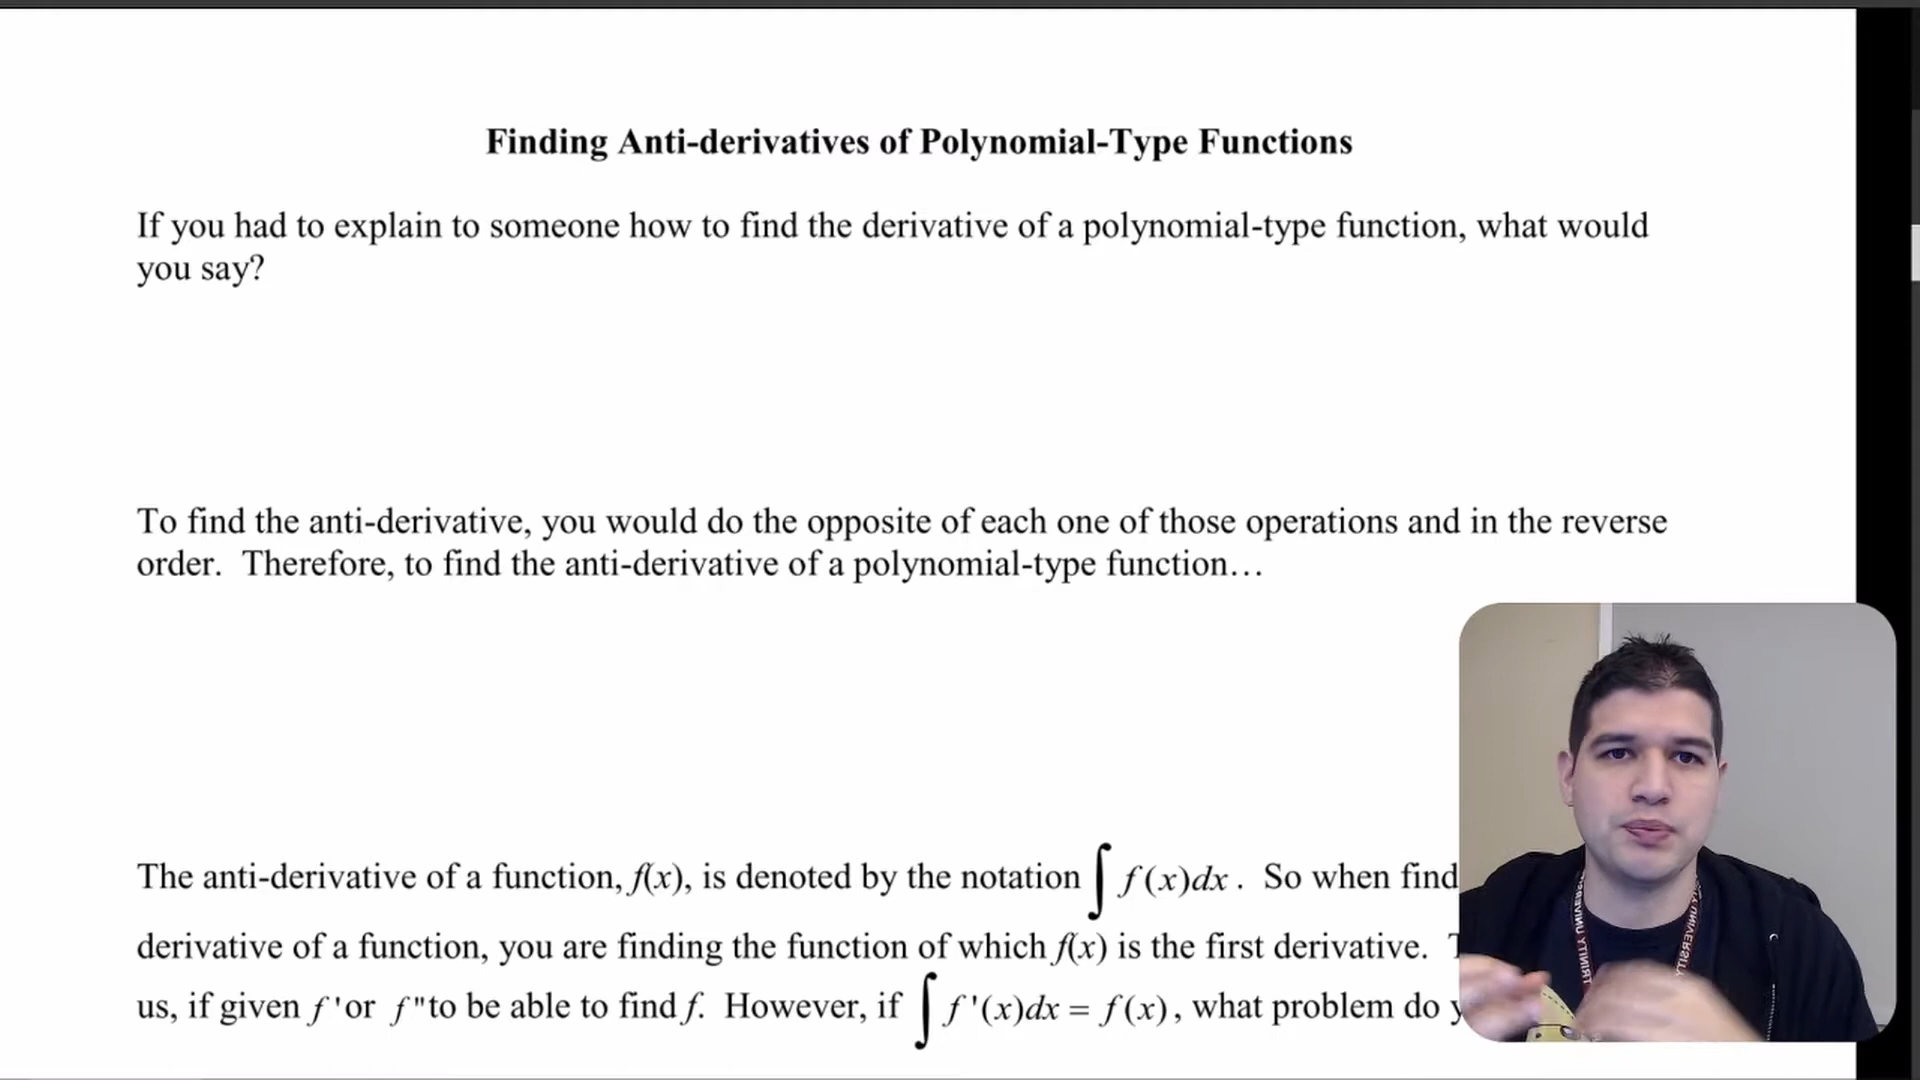 Finding Anti-derivatives of Polynomial-Type Functions
If you had to explain to someone how to find the derivative of a polynomial-type function, what would
you say?
To find the anti-derivative, you would do the opposite of each one of those operations and in the reverse
order. Therefore, to find the anti-derivative of a polynomial-type function…
The anti-derivative of a function, f(x), is denoted by the notation ∫ f(x)dx. So when find
derivative of a function, you are finding the function of which f(x) is the first derivative.
us, if given f ' or f " to be able to find f. However, if ∫ f '(x)dx = f(x), what problem do
TRINITY UNIVERSITY
UNIVERSITY